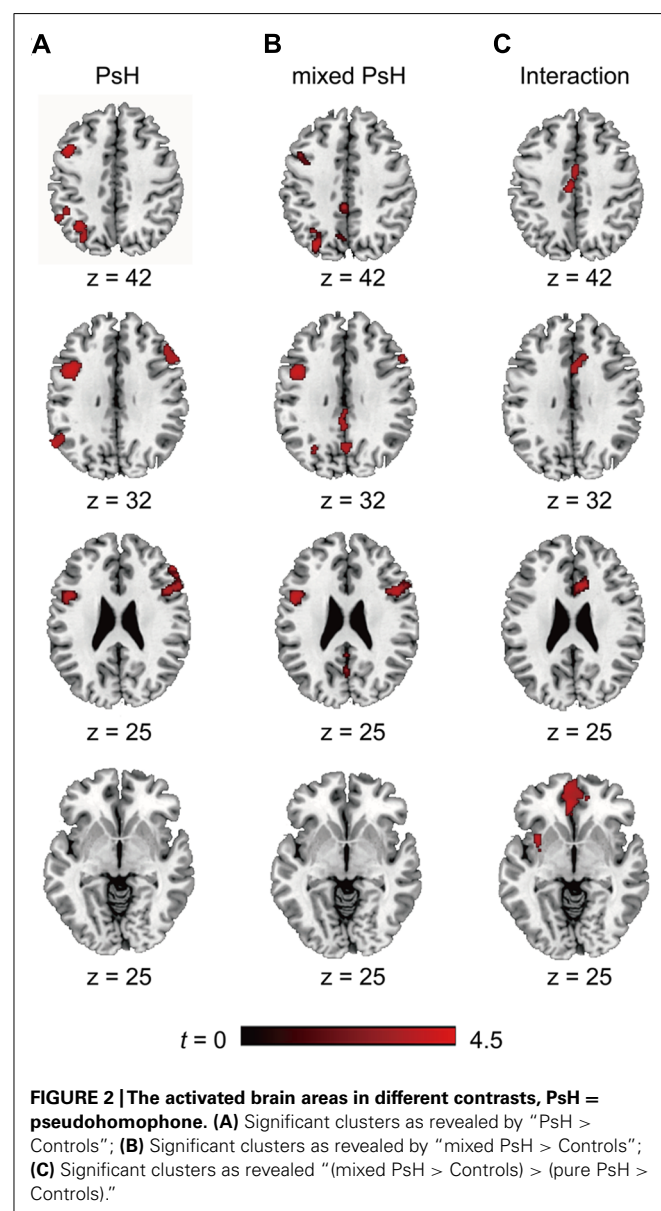 A B C
PsH mixed PsH Interaction
z = 42 z = 42 z = 42
z = 32 z = 32 z = 32
z = 25 z = 25 z = 25
z = 25 z = 25 z = 25
t = 0 4.5
FIGURE 2 | The activated brain areas in different contrasts, PsH =
pseudohomophone. (A) Significant clusters as revealed by “PsH >
Controls”; (B) Significant clusters as revealed by “mixed PsH > Controls”;
(C) Significant clusters as revealed “(mixed PsH > Controls) > (pure PsH >
Controls).”